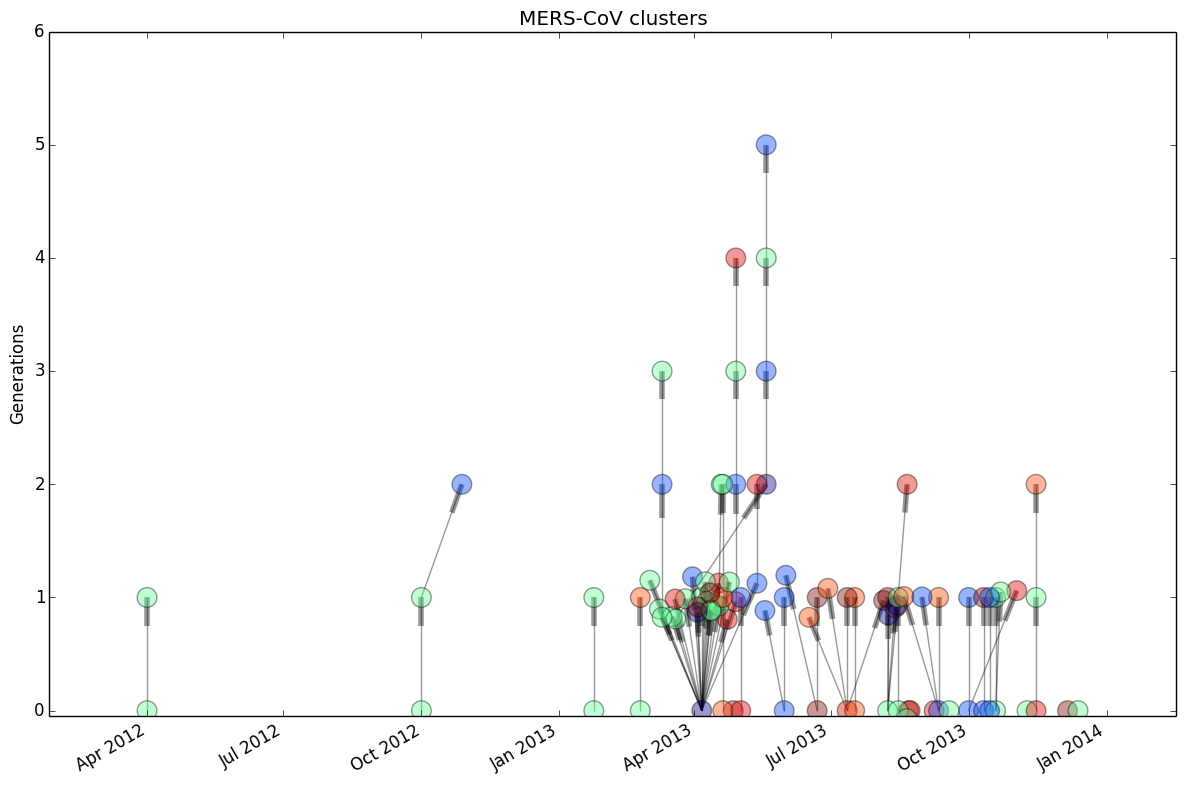 MERS-CoV clusters
6
5
4
3
2
1
0
Generations
Apr 2012
Jul 2012
Oct 2012
Jan 2013
Apr 2013
Jul 2013
Oct 2013
Jan 2014